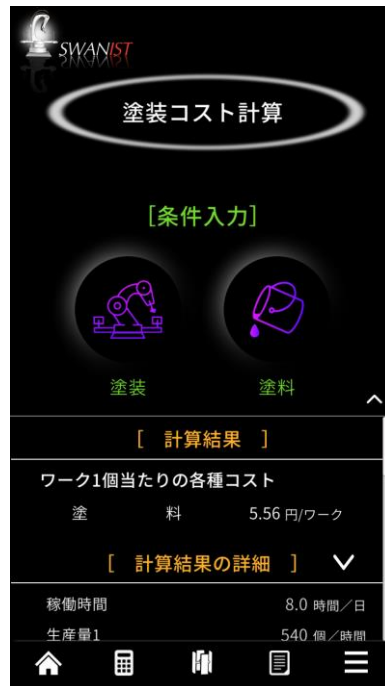 SWANIST
塗装コスト計算
[条件入力]
塗装 塗料
[ 計算結果 ]
ワーク1個当たりの各種コスト
塗 料 5.56 円/ワーク
[ 計算結果の詳細 ]
稼働時間 8.0 時間/日
生産量1 540 個/時間